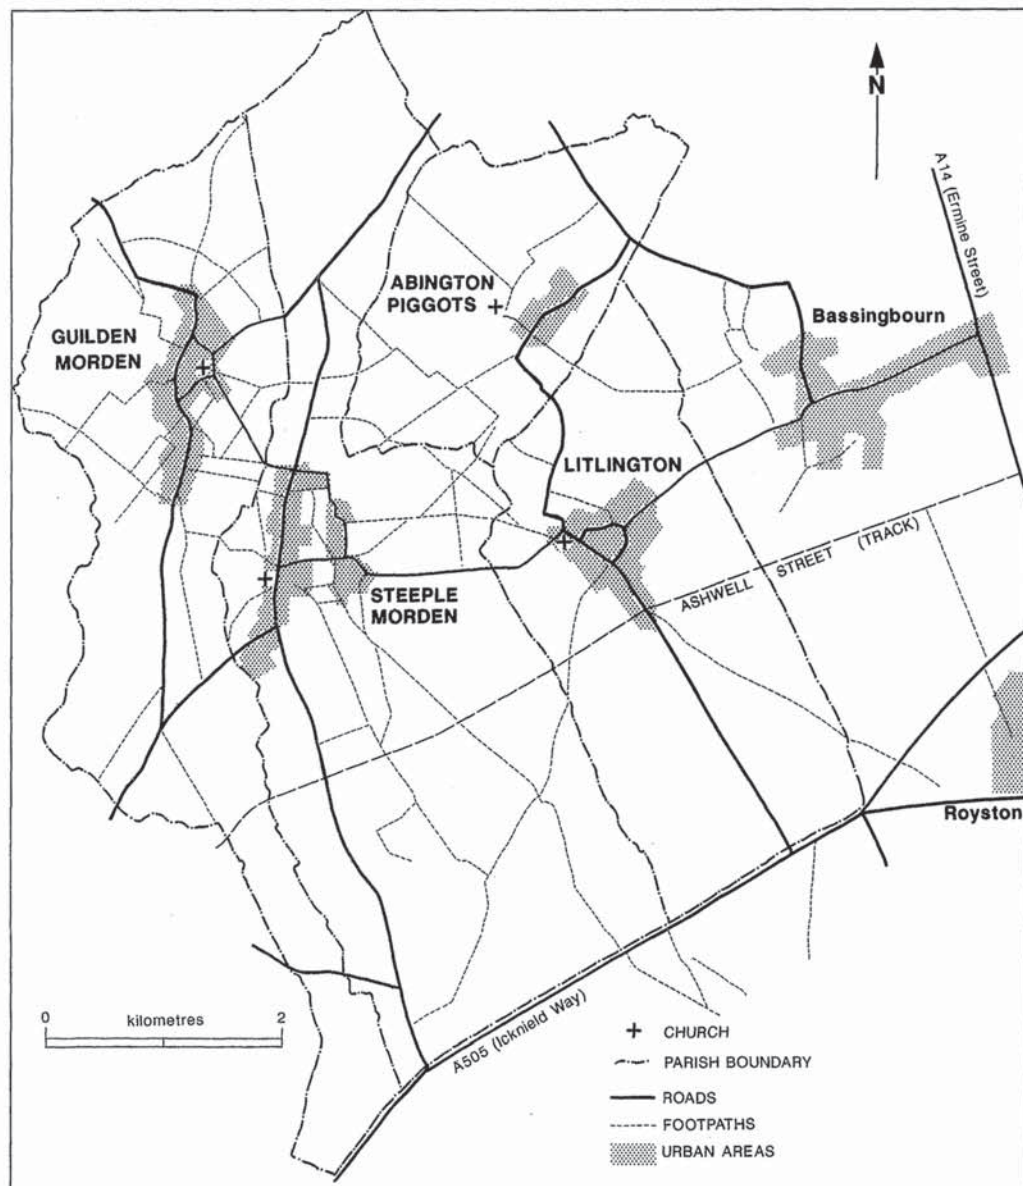 N
A14 (Ermine Street)
ABINGTON
PIGGOTS
Bassingbourn
GUILDEN
MORDEN
LITLINGTON
ASHWELL STREET (TRACK)
STEEPLE
MORDEN
Royston
0 kilometres 2
A505 (Icknield Way)
CHURCH
PARISH BOUNDARY
ROADS
FOOTPATHS
URBAN AREAS